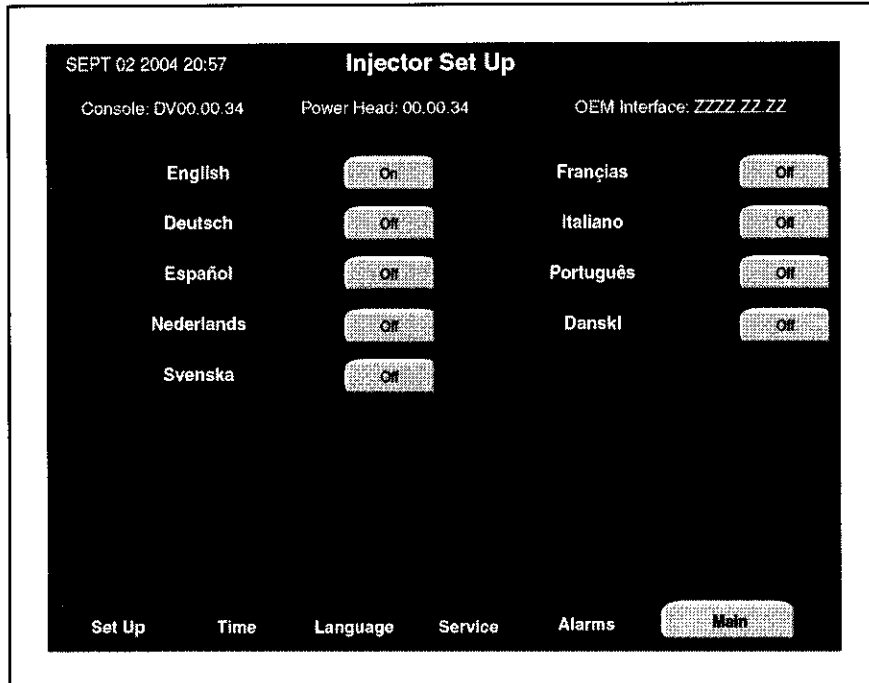 SEPT 02 2004 20:57 Injector Set Up
Console: DV00.00.34 Power Head: 00.00.34 OEM Interface: ZZZZ.ZZ.ZZ
English On Françias Off
Deutsch Off Italiano Off
Español Off Português Off
Nederlands Off Danskl Off
Svenska Off
Set Up Time Language Service Alarms Main